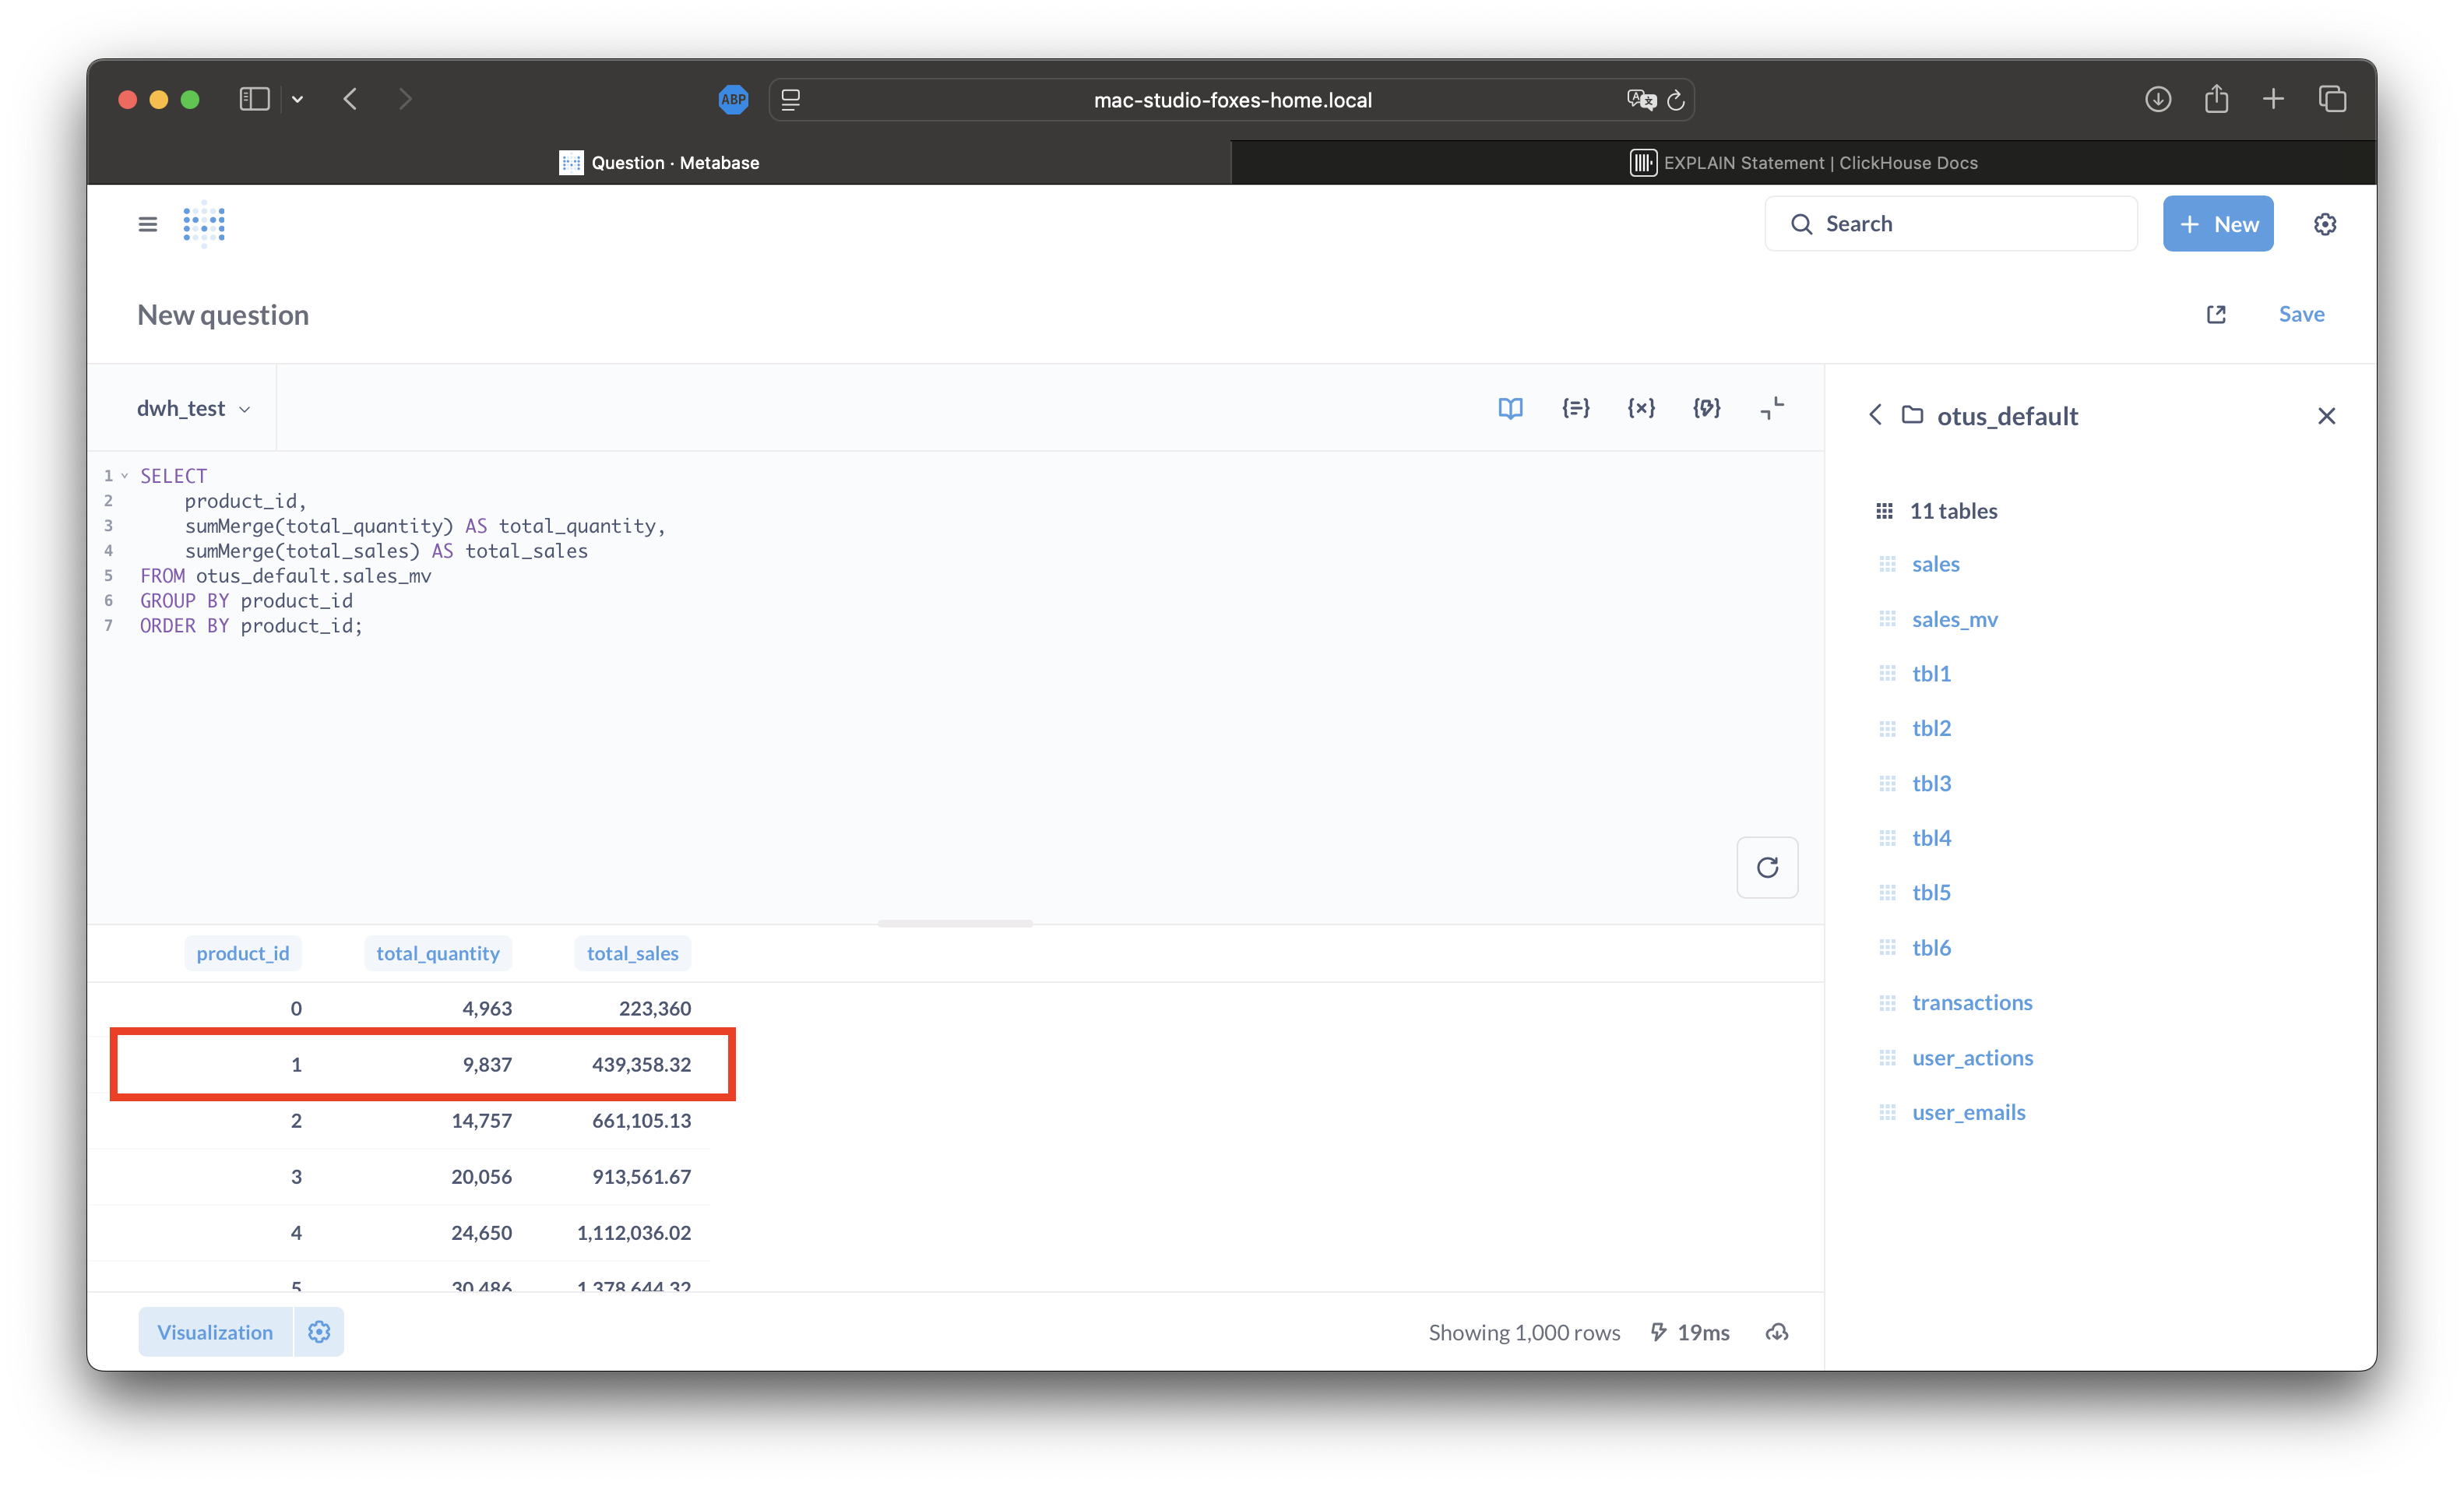 ABP
mac-studio-foxes-home.local
Question · Metabase
EXPLAIN Statement | ClickHouse Docs
Search
+ New
New question
Save
dwh_test
otus_default
1 SELECT
2 product_id,
3 sumMerge(total_quantity) AS total_quantity,
4 sumMerge(total_sales) AS total_sales
5 FROM otus_default.sales_mv
6 GROUP BY product_id
7 ORDER BY product_id;
11 tables
sales
sales_mv
tbl1
tbl2
tbl3
tbl4
tbl5
tbl6
transactions
user_actions
user_emails
product_id total_quantity total_sales
0 4,963 223,360
1 9,837 439,358.32
2 14,757 661,105.13
3 20,056 913,561.67
4 24,650 1,112,036.02
5 30,486 1,378,644.32
Visualization
Showing 1,000 rows 19ms